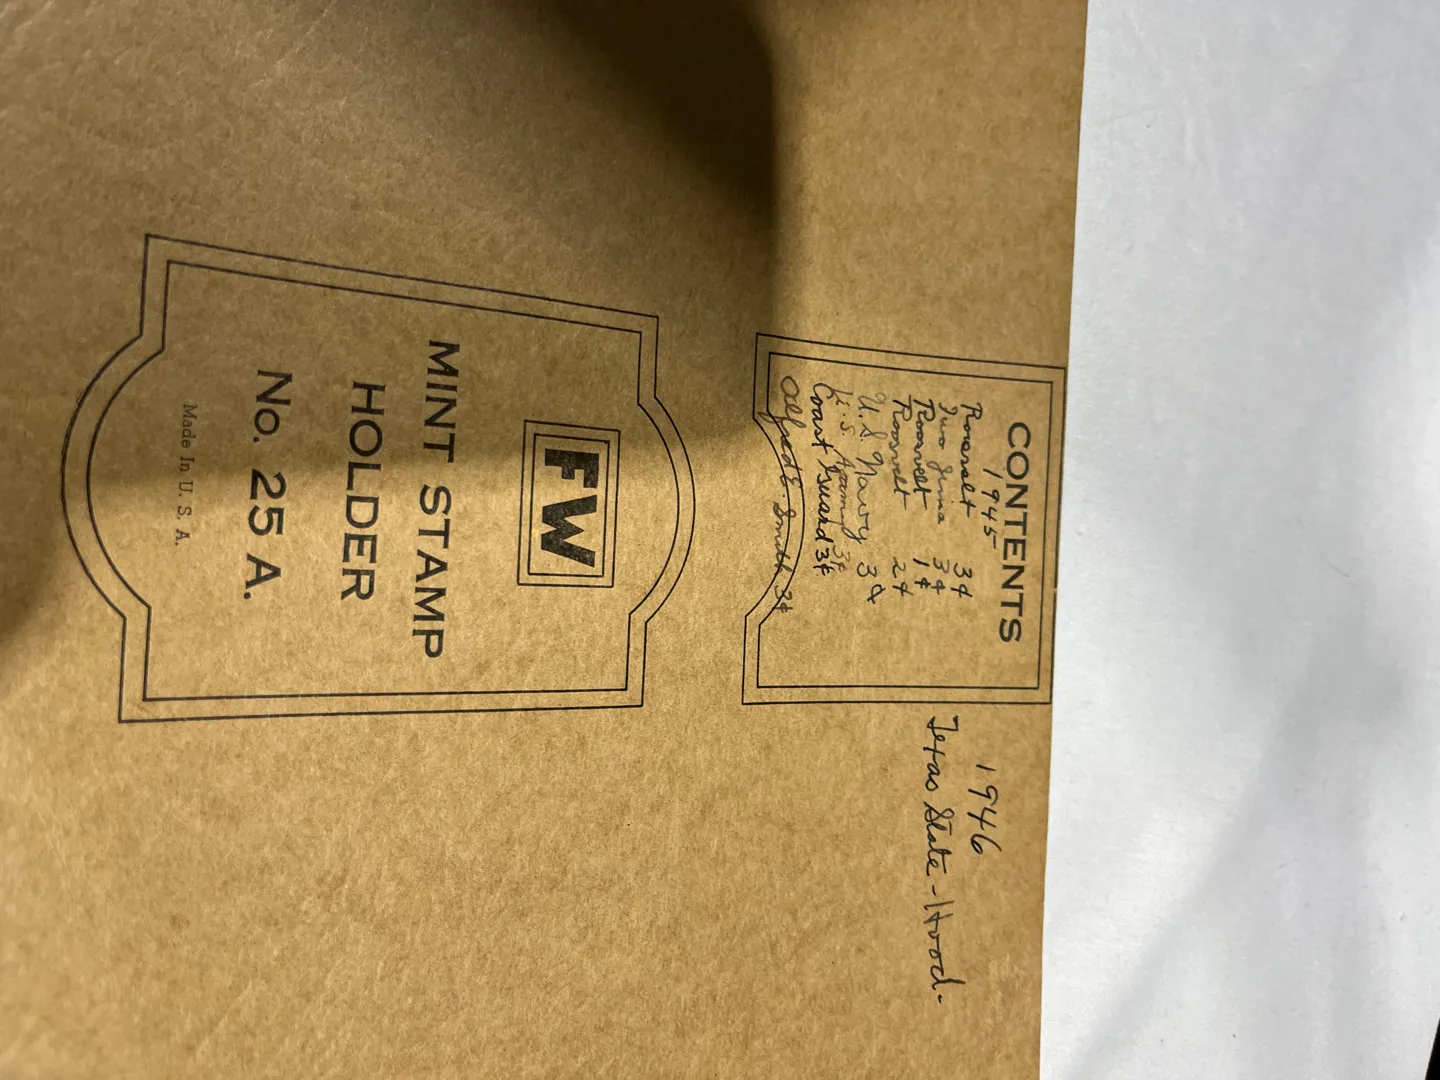 CONTENTS
1945
Roosevelt 3¢
Iwo Jima 3¢
Roosevelt 1¢
Roosevelt 2¢
U.S. Navy 3¢
U.S. Army 3¢
Coast Guard 3¢
Alfred E. Smith 3¢
1946
Texas State-Hood-
FW
MINT STAMP
HOLDER
No. 25 A.
Made In U. S. A.